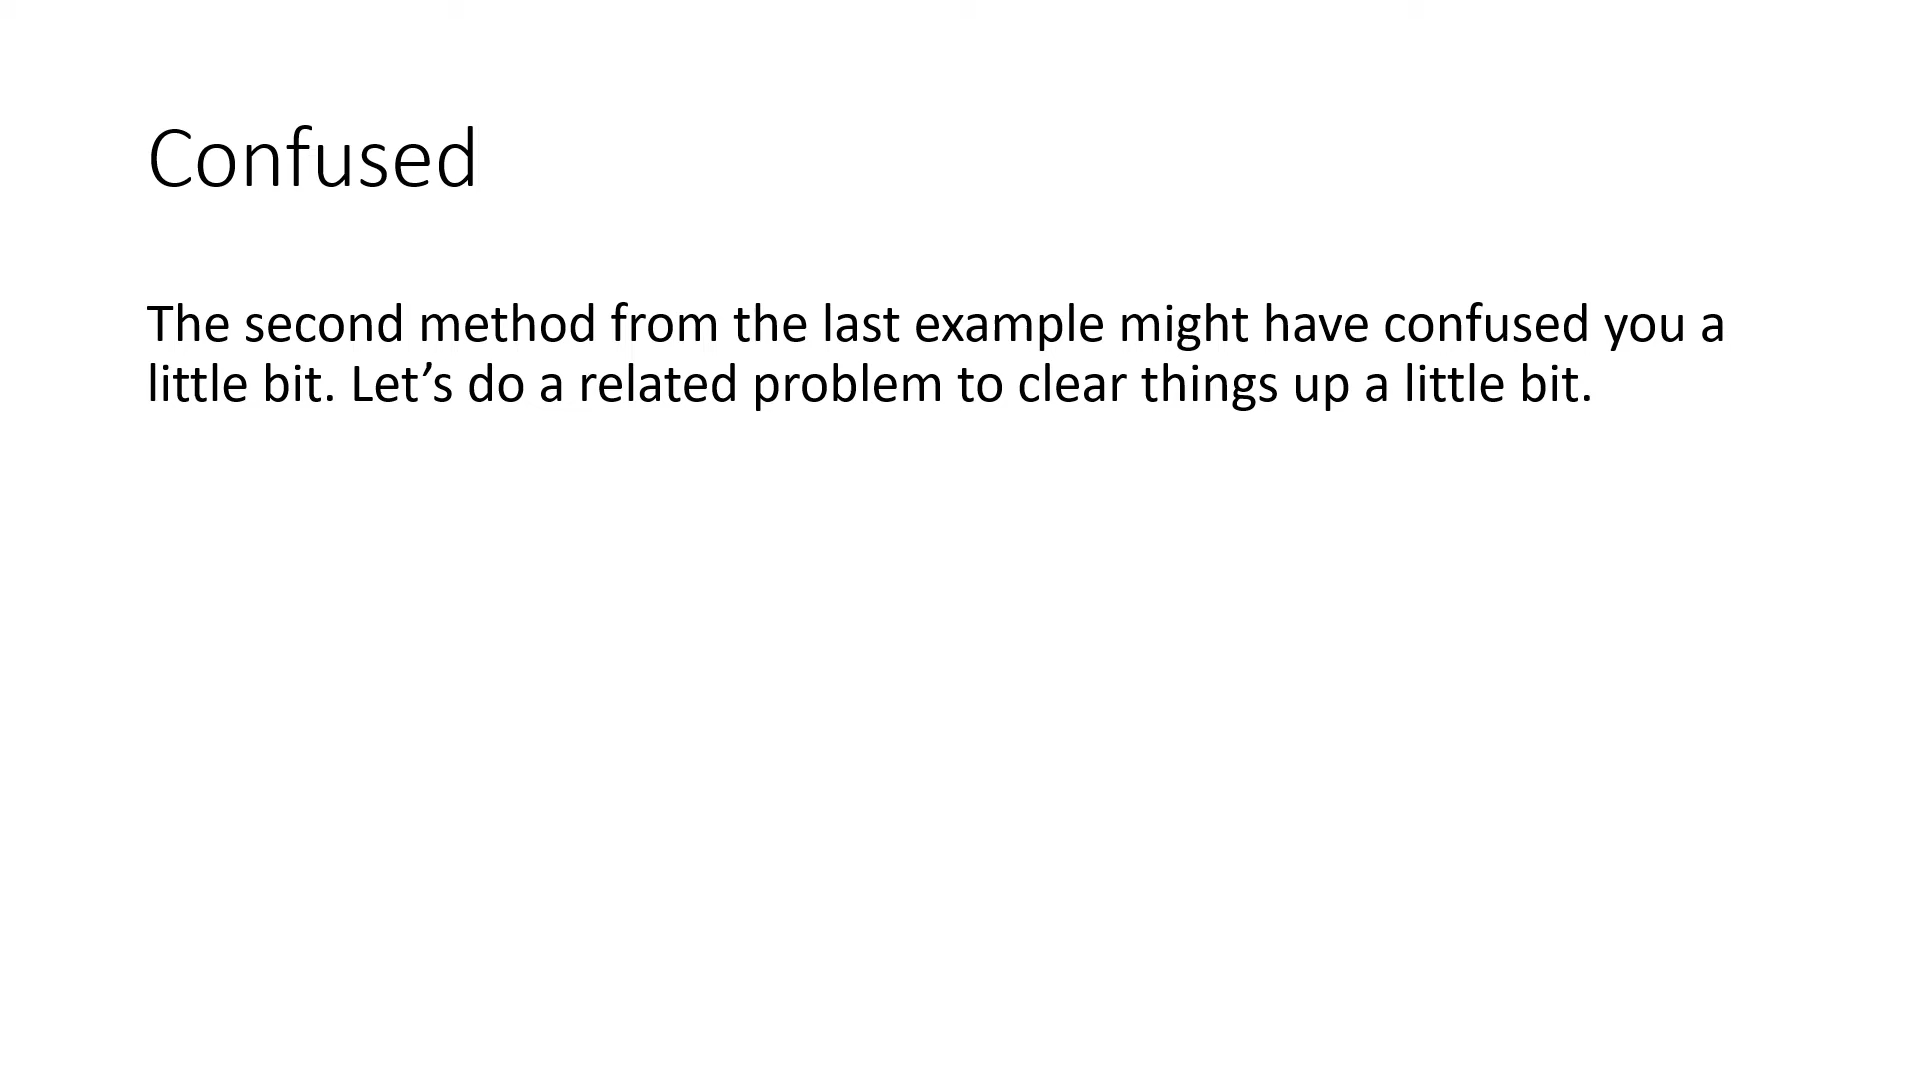 Confused
The second method from the last example might have confused you a
little bit. Let’s do a related problem to clear things up a little bit.